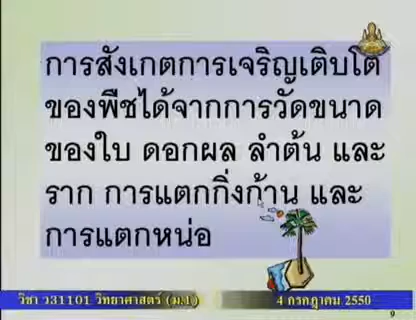 การสังเกตการเจริญเติบโต
ของพืชได้จากการวัดขนาด
ของใบ ดอกผล ลำต้น และ
ราก การแตกกิ่งก้าน และ
การแตกหน่อ
วิชา ว31101 วิทยาศาสตร์ (ม.1)
4 กรกฎาคม 2550
9